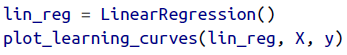 lin_reg = LinearRegression()
plot_learning_curves(lin_reg, X, y)